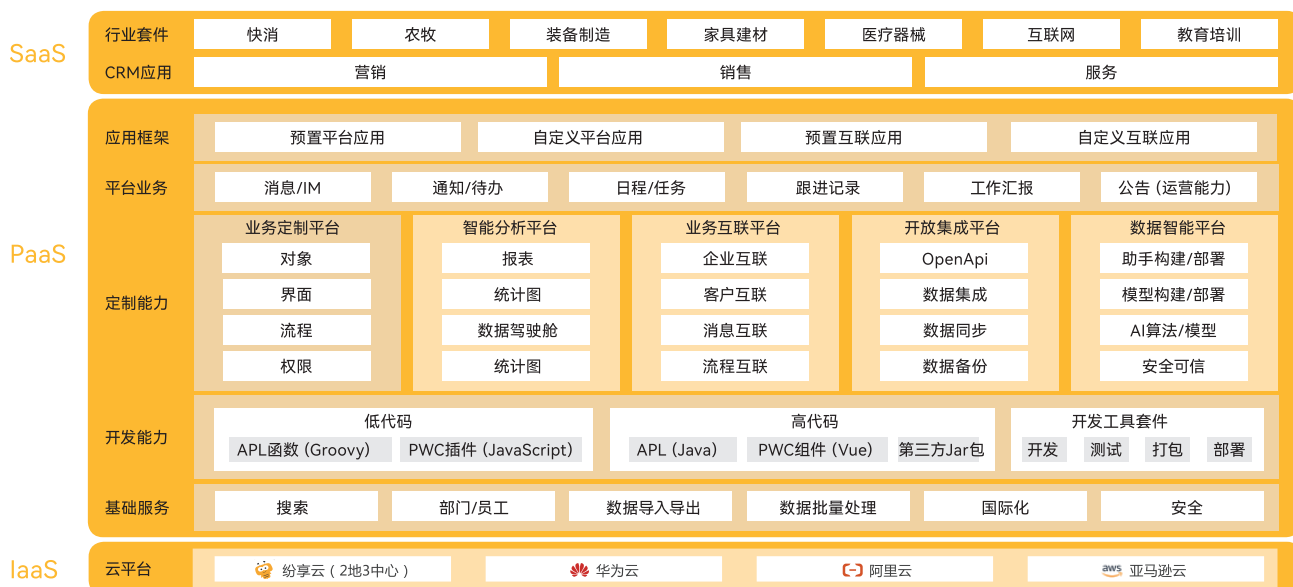 SaaS
行业套件 快消 农牧 装备制造 家具建材 医疗器械 互联网 教育培训
CRM应用 营销 销售 服务
PaaS
应用框架 预置平台应用 自定义平台应用 预置互联应用 自定义互联应用
平台业务 消息/IM 通知/待办 日程/任务 跟进记录 工作汇报 公告 (运营能力)
定制能力
业务定制平台 智能分析平台 业务互联平台 开放集成平台 数据智能平台
对象 报表 企业互联 OpenApi 助手构建/部署
界面 统计图 客户互联 数据集成 模型构建/部署
流程 数据驾驶舱 消息互联 数据同步 AI算法/模型
权限 统计图 流程互联 数据备份 安全可信
开发能力
低代码 高代码 开发工具套件
APL函数 (Groovy) PWC插件 (JavaScript) APL (Java) PWC组件 (Vue) 第三方Jar包 开发 测试 打包 部署
基础服务 搜索 部门/员工 数据导入导出 数据批量处理 国际化 安全
IaaS
云平台 纷享云 ( 2地3中心 ) 华为云 阿里云 aws 亚马逊云